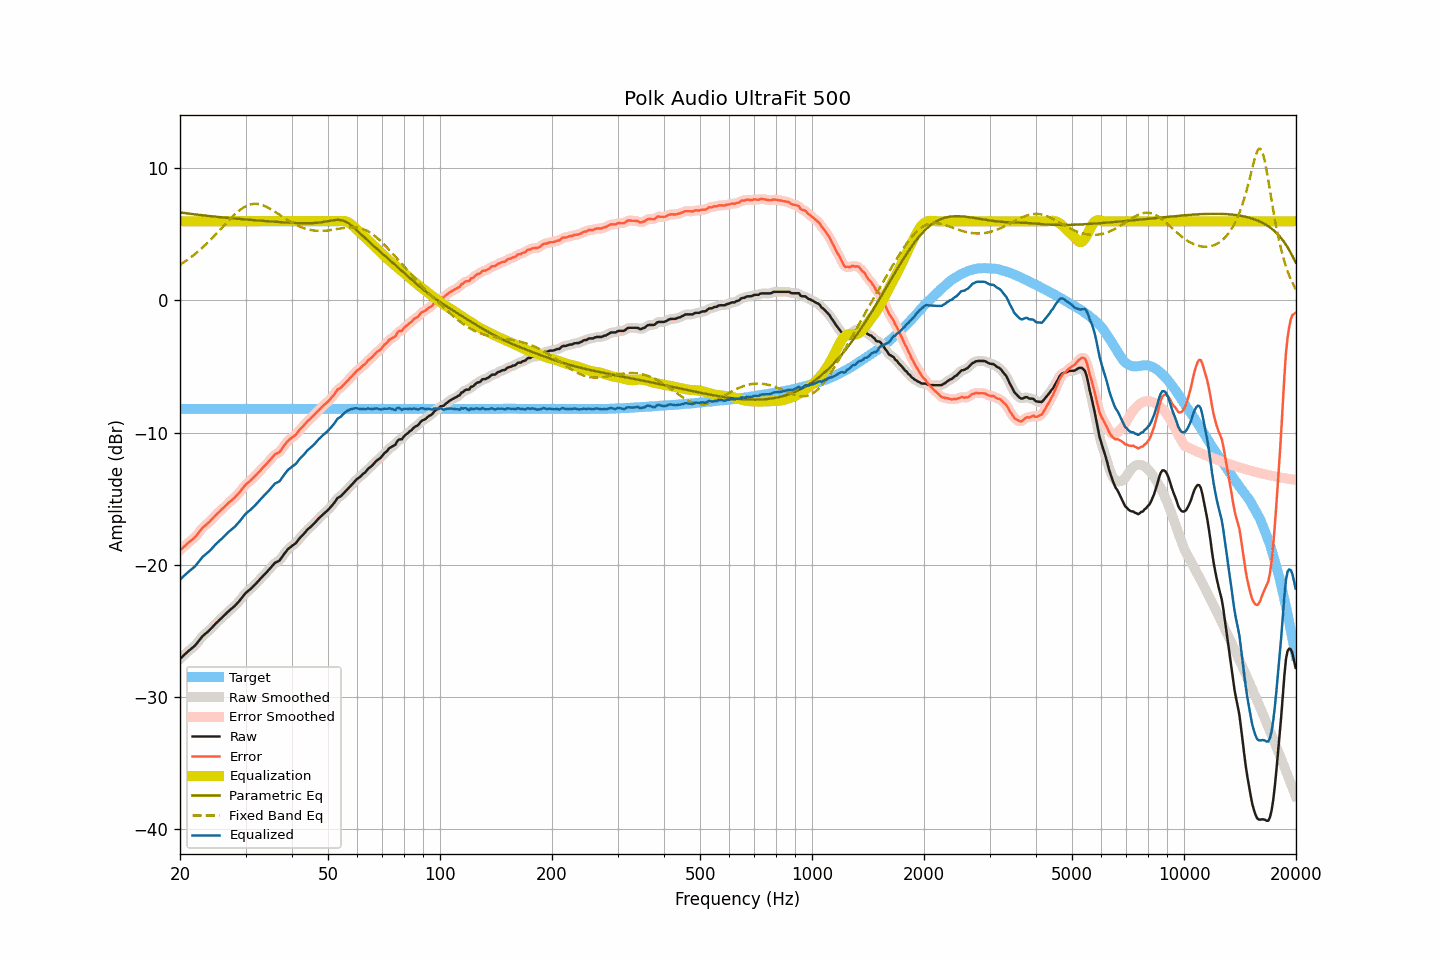 Polk Audio UltraFit 500
10
0
−10
−20
−30
−40
Amplitude (dBr)
Target
Raw Smoothed
Error Smoothed
Raw
Error
Equalization
Parametric Eq
Fixed Band Eq
Equalized
20 50 100 200 500 1000 2000 5000 10000 20000
Frequency (Hz)